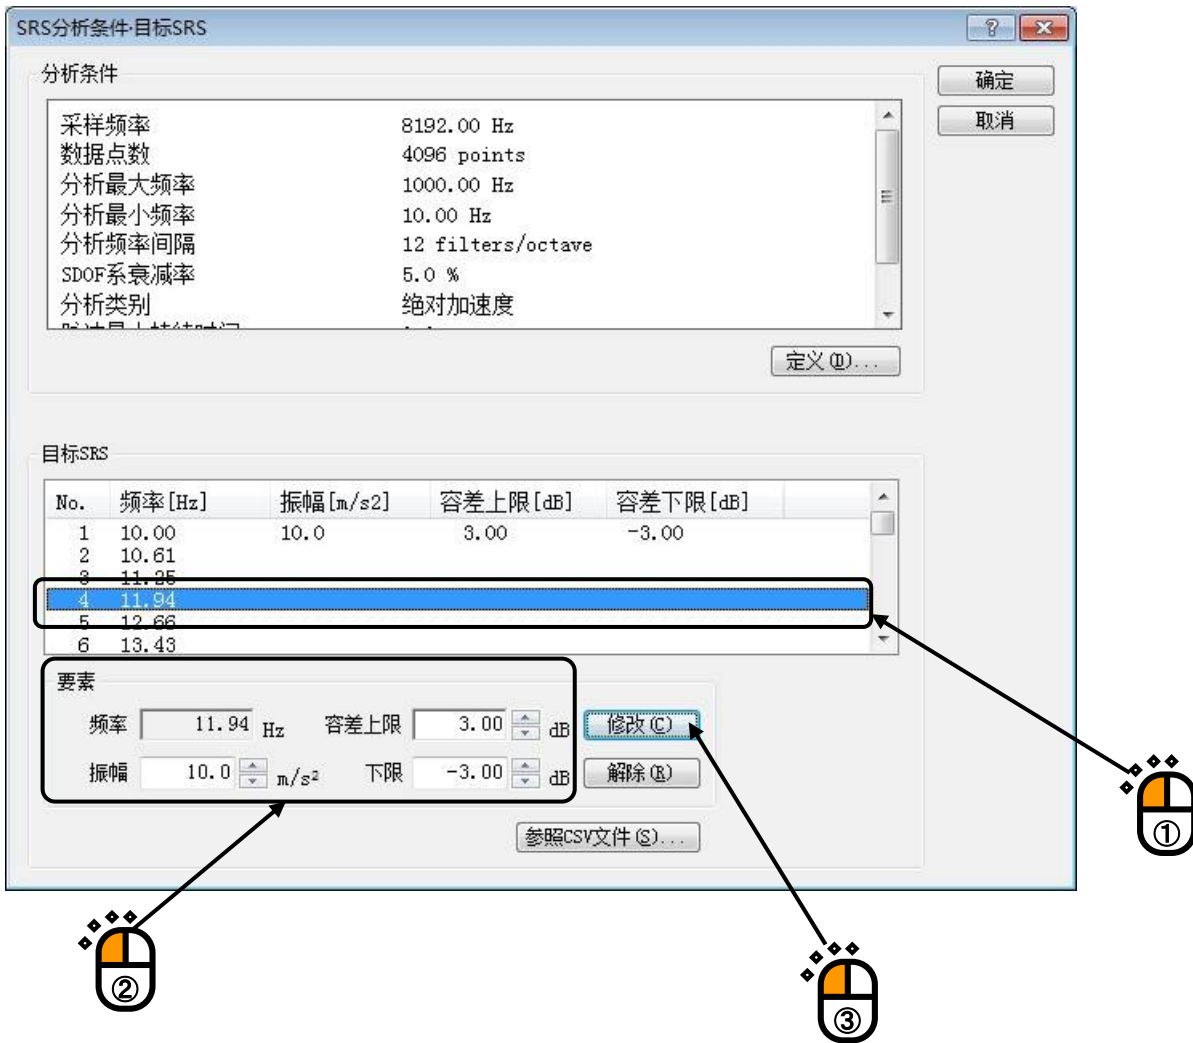 SRS分析条件·目标SRS
分析条件
确定
取消
采样频率 8192.00 Hz
数据点数 4096 points
分析最大频率 1000.00 Hz
分析最小频率 10.00 Hz
分析频率间隔 12 filters/octave
SDOF系衰减率 5.0 %
分析类别 绝对加速度
定义(D)...
目标SRS
No. 频率[Hz] 振幅[m/s2] 容差上限[dB] 容差下限[dB]
1 10.00 10.0 3.00 -3.00
2 10.61
3 11.25
4 11.94
5 12.66
6 13.43
要素
频率 11.94 Hz 容差上限 3.00 dB 修改(C)
振幅 10.0 m/s² 下限 -3.00 dB 解除(R)
参照CSV文件(S)...
①
②
③